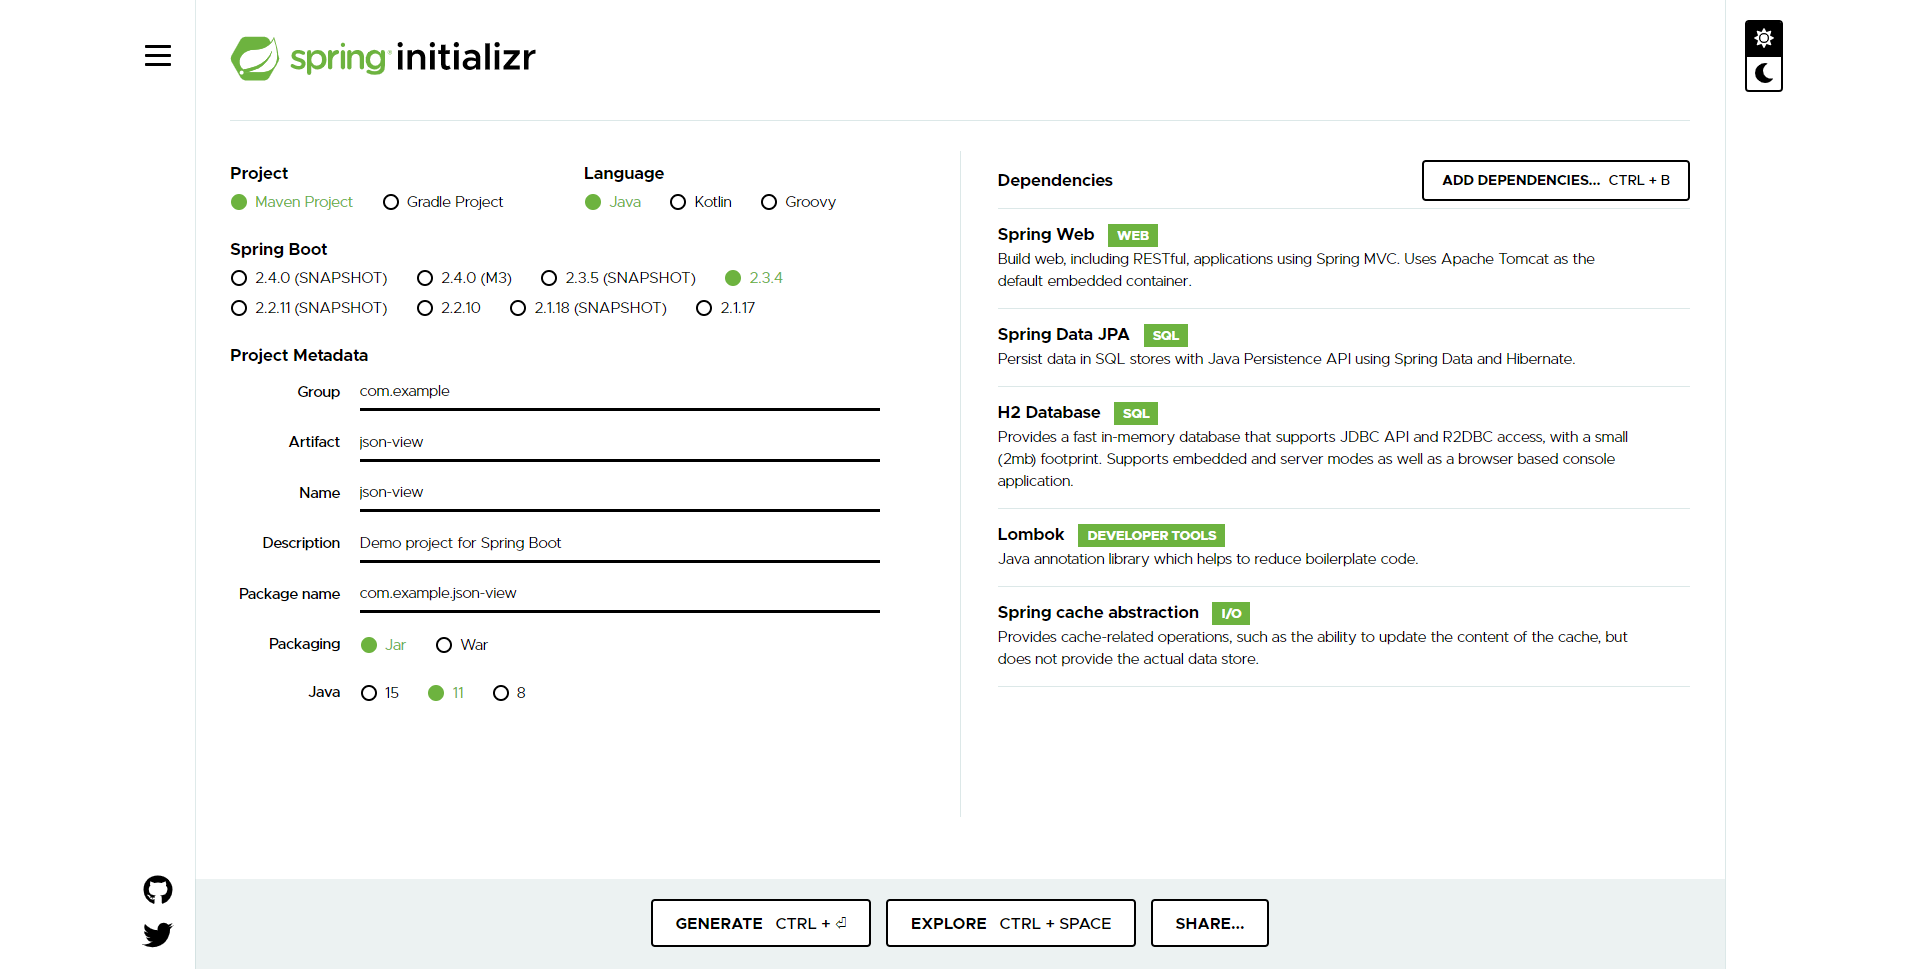 spring initializr
Project
Maven Project Gradle Project
Language
Java Kotlin Groovy
Spring Boot
2.4.0 (SNAPSHOT) 2.4.0 (M3) 2.3.5 (SNAPSHOT) 2.3.4
2.2.11 (SNAPSHOT) 2.2.10 2.1.18 (SNAPSHOT) 2.1.17
Project Metadata
Group com.example
Artifact json-view
Name json-view
Description Demo project for Spring Boot
Package name com.example.json-view
Packaging Jar War
Java 15 11 8
Dependencies
ADD DEPENDENCIES... CTRL + B
Spring Web WEB
Build web, including RESTful, applications using Spring MVC. Uses Apache Tomcat as the
default embedded container.
Spring Data JPA SQL
Persist data in SQL stores with Java Persistence API using Spring Data and Hibernate.
H2 Database SQL
Provides a fast in-memory database that supports JDBC API and R2DBC access, with a small
(2mb) footprint. Supports embedded and server modes as well as a browser based console
application.
Lombok DEVELOPER TOOLS
Java annotation library which helps to reduce boilerplate code.
Spring cache abstraction I/O
Provides cache-related operations, such as the ability to update the content of the cache, but
does not provide the actual data store.
GENERATE CTRL + ⏎
EXPLORE CTRL + SPACE
SHARE...